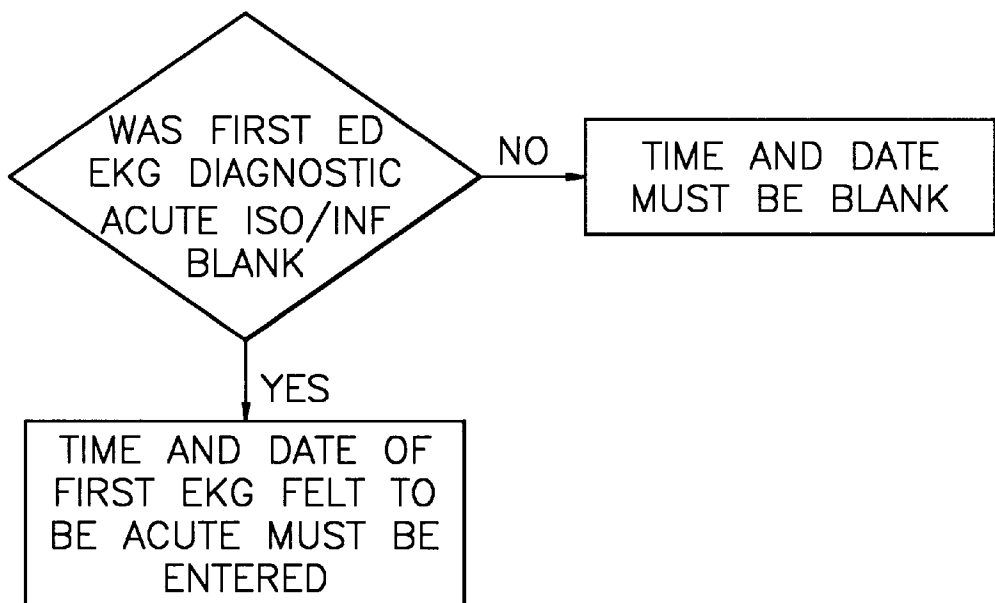 WAS FIRST ED
EKG DIAGNOSTIC
ACUTE ISO/INF
BLANK
NO
TIME AND DATE
MUST BE BLANK
YES
TIME AND DATE OF
FIRST EKG FELT TO
BE ACUTE MUST BE
ENTERED